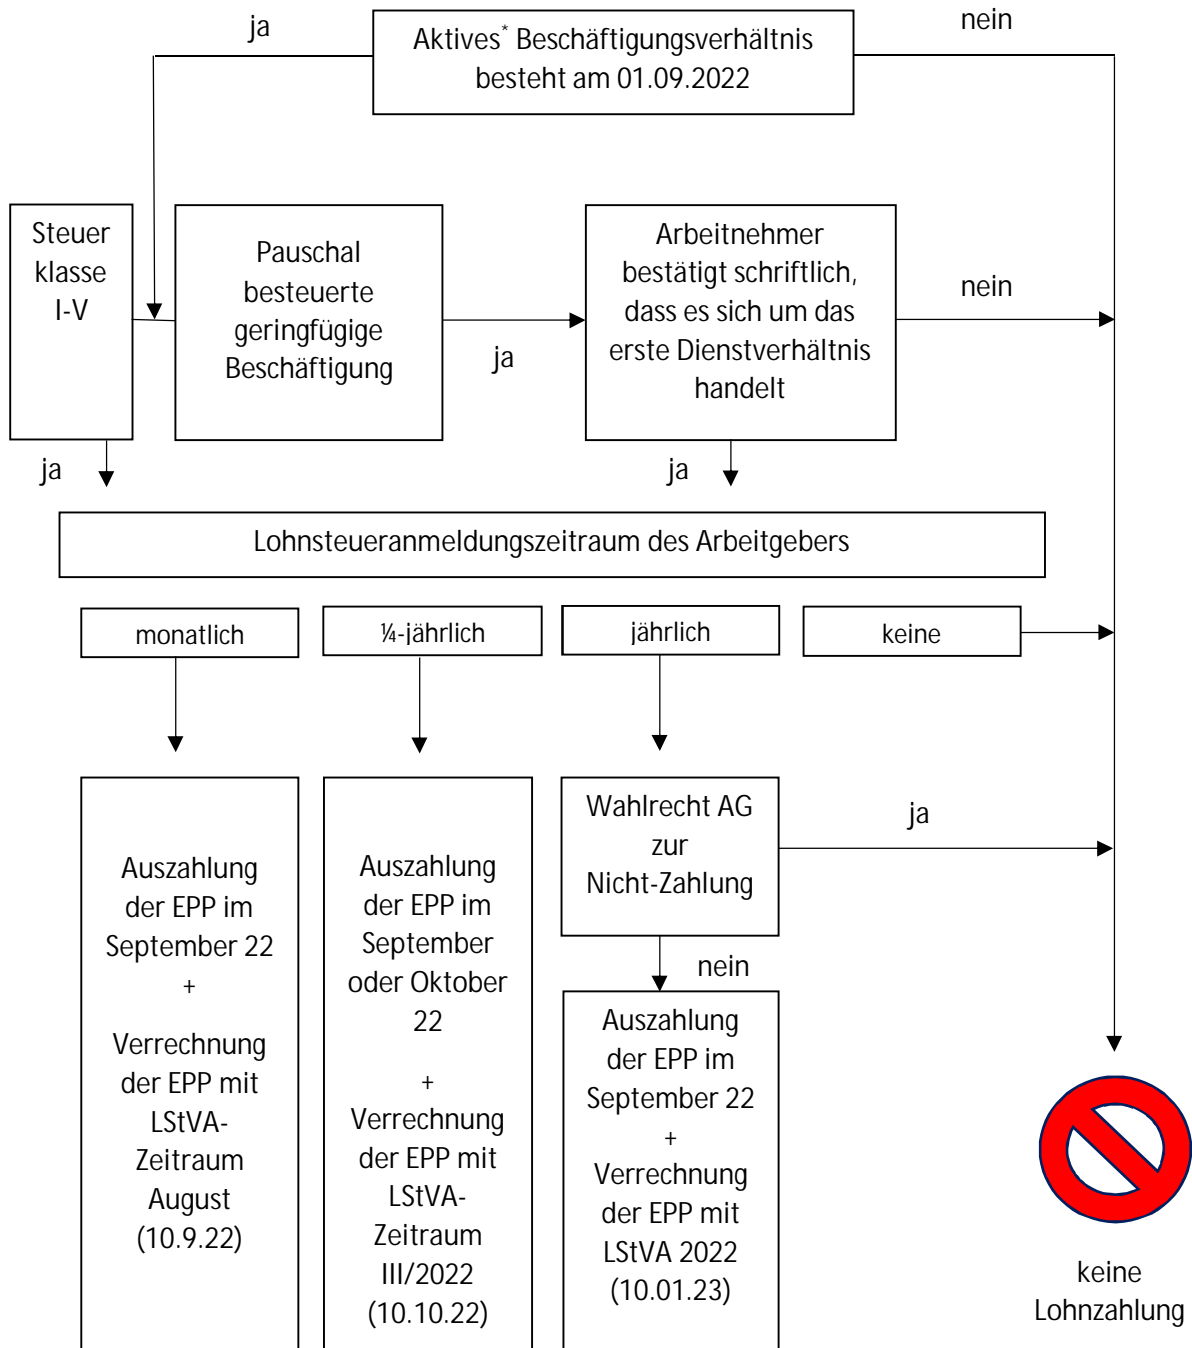 ja
Aktives* Beschäftigungsverhältnis
besteht am 01.09.2022
nein
Steuer
klasse
I-V
Pauschal
besteuerte
geringfügige
Beschäftigung
ja
Arbeitnehmer
bestätigt schriftlich,
dass es sich um das
erste Dienstverhältnis
handelt
nein
ja
ja
Lohnsteueranmeldungszeitraum des Arbeitgebers
monatlich
¼-jährlich
jährlich
keine
Auszahlung
der EPP im
September 22
+
Verrechnung
der EPP mit
LStVA-
Zeitraum
August
(10.9.22)
Auszahlung
der EPP im
September
oder Oktober
22
+
Verrechnung
der EPP mit
LStVA-
Zeitraum
III/2022
(10.10.22)
Wahlrecht AG
zur
Nicht-Zahlung
ja
nein
Auszahlung
der EPP im
September 22
+
Verrechnung
der EPP mit
LStVA 2022
(10.01.23)
keine
Lohnzahlung